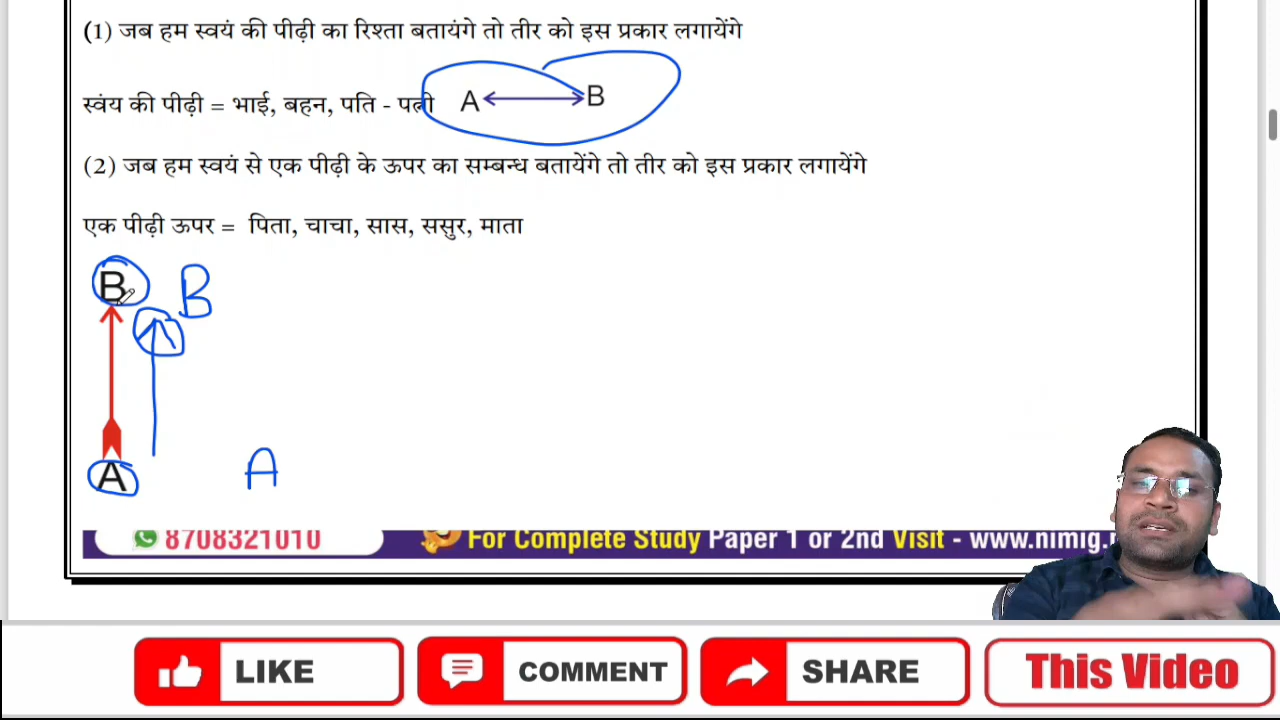 (1) जब हम स्वयं की पीढ़ी का रिश्ता बतायंगे तो तीर को इस प्रकार लगायेंगे
स्वंय की पीढ़ी = भाई, बहन, पति - पत्नी A B
(2) जब हम स्वयं से एक पीढ़ी के ऊपर का सम्बन्ध बतायेंगे तो तीर को इस प्रकार लगायेंगे
एक पीढ़ी ऊपर = पिता, चाचा, सास, ससुर, माता
B B
A A
8708321010 For Complete Study Paper 1 or 2nd Visit - www.nimig.
LIKE COMMENT SHARE This Video